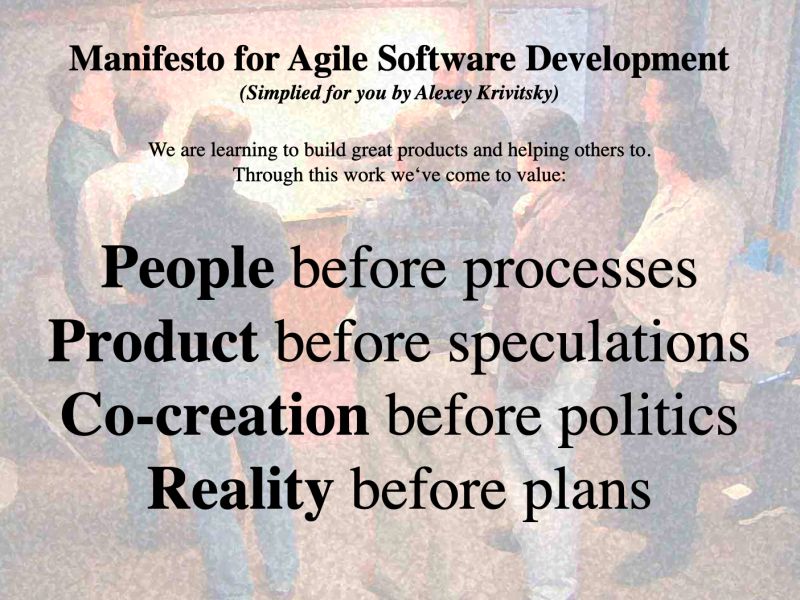 Manifesto for Agile Software Development
(Simplied for you by Alexey Krivitsky)
We are learning to build great products and helping others to.
Through this work we‘ve come to value:
People before processes
Product before speculations
Co-creation before politics
Reality before plans